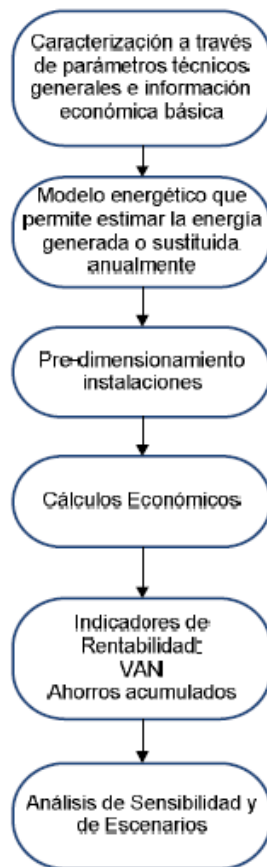 Caracterización a través
de parámetros técnicos
generales e información
económica básica
Modelo energético que
permite estimar la energía
generada o sustituida
anualmente
Pre-dimensionamiento
instalaciones
Cálculos Económicos
Indicadores de
Rentabilidad:
VAN
Ahorros acumulados
Análisis de Sensibilidad y
de Escenarios